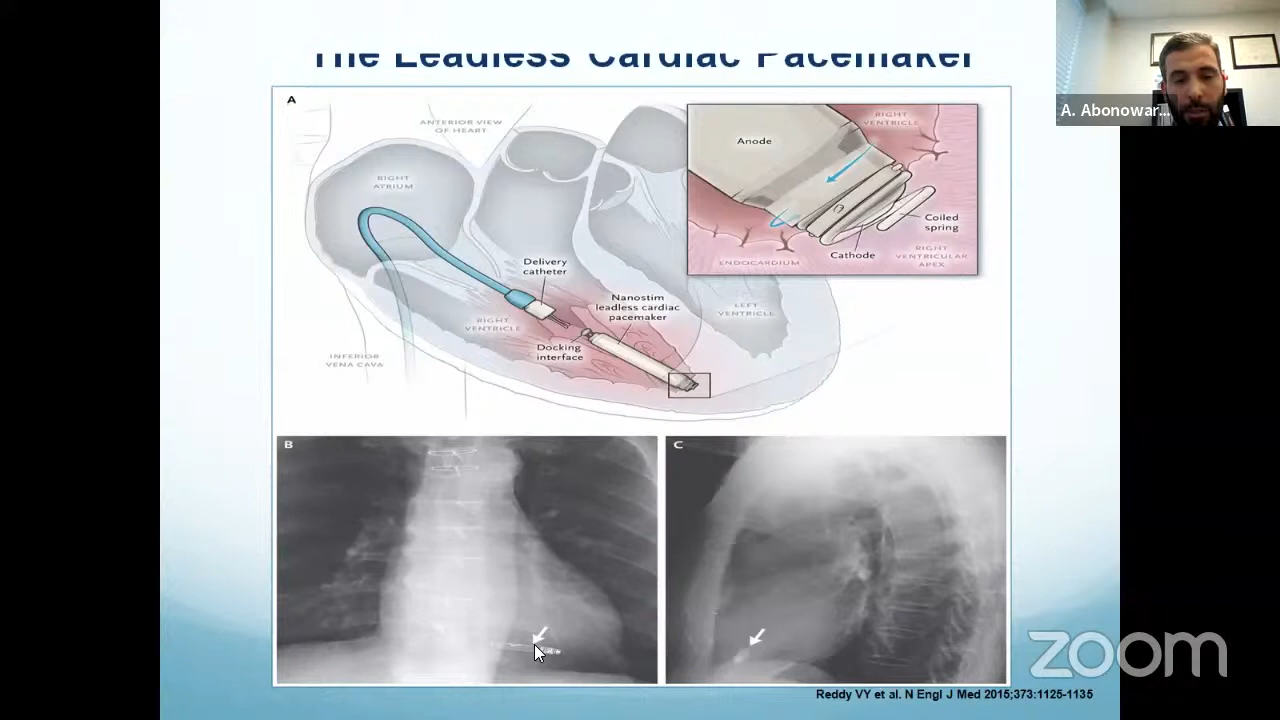 The Leadless Cardiac Pacemaker
A. Abonowar...
A
ANTERIOR VIEW
OF HEART
RIGHT
ATRIUM
Delivery
catheter
Nanostim
leadless cardiac
pacemaker
RIGHT
VENTRICLE
Docking
interface
LEFT
VENTRICLE
INFERIOR
VENA CAVA
RIGHT
VENTRICLE
Anode
Coiled
spring
Cathode
ENDOCARDIUM
RIGHT
VENTRICULAR
APEX
B
C
zoom
Reddy VY et al. N Engl J Med 2015;373:1125-1135